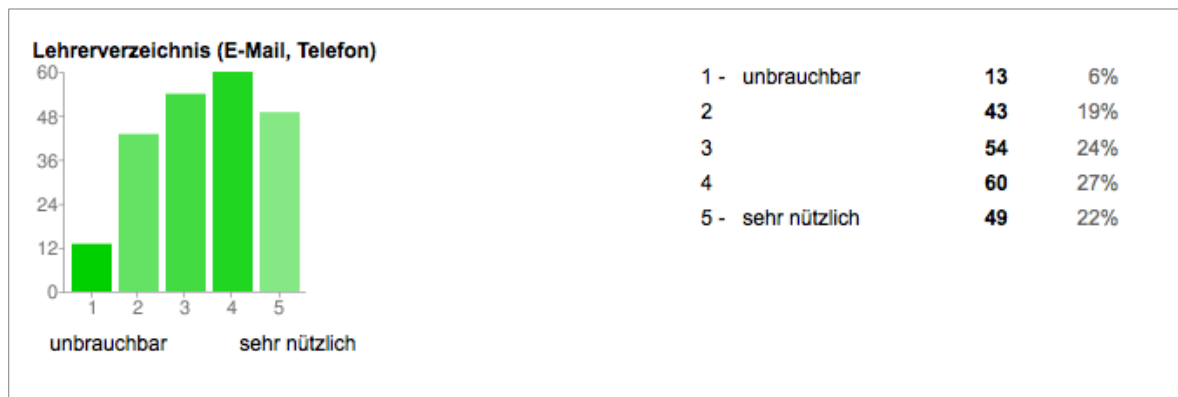 Lehrerverzeichnis (E-Mail, Telefon)
60
48
36
24
12
0
1 2 3 4 5
unbrauchbar sehr nützlich
1 - unbrauchbar 13 6%
2 43 19%
3 54 24%
4 60 27%
5 - sehr nützlich 49 22%